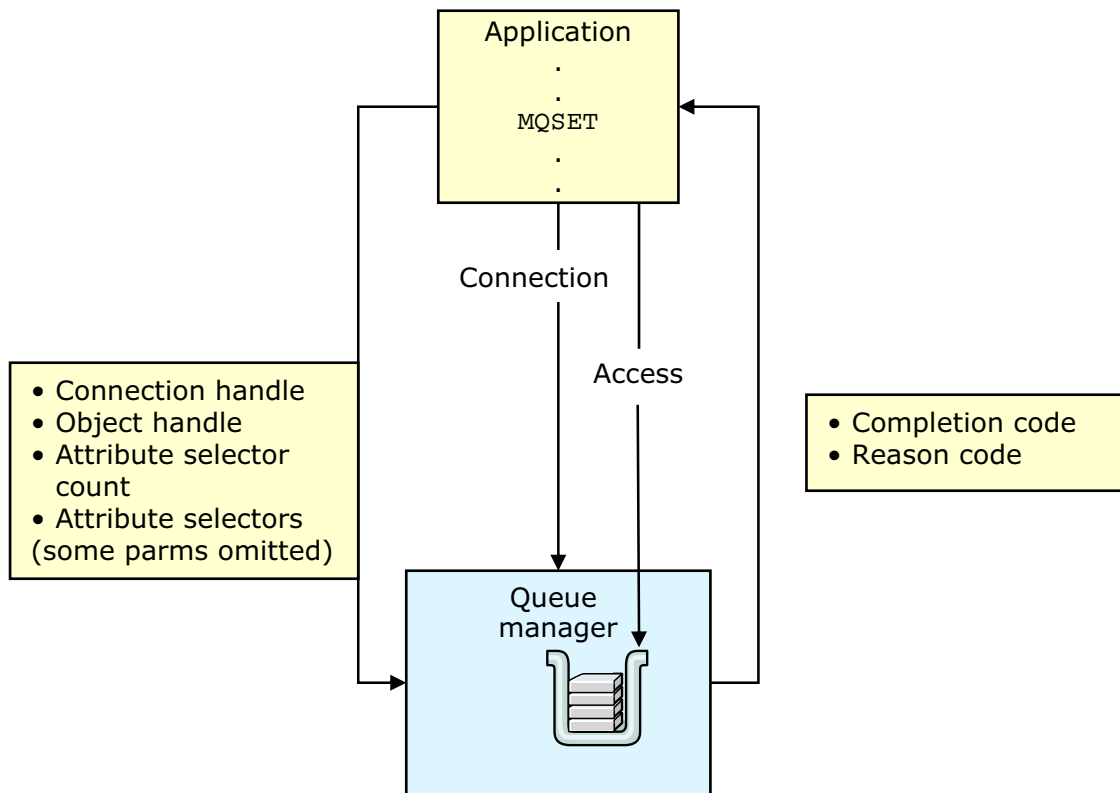 Application
.
.
MQSET
.
.
Connection
Access
• Connection handle
• Object handle
• Attribute selector
count
• Attribute selectors
(some parms omitted)
• Completion code
• Reason code
Queue
manager